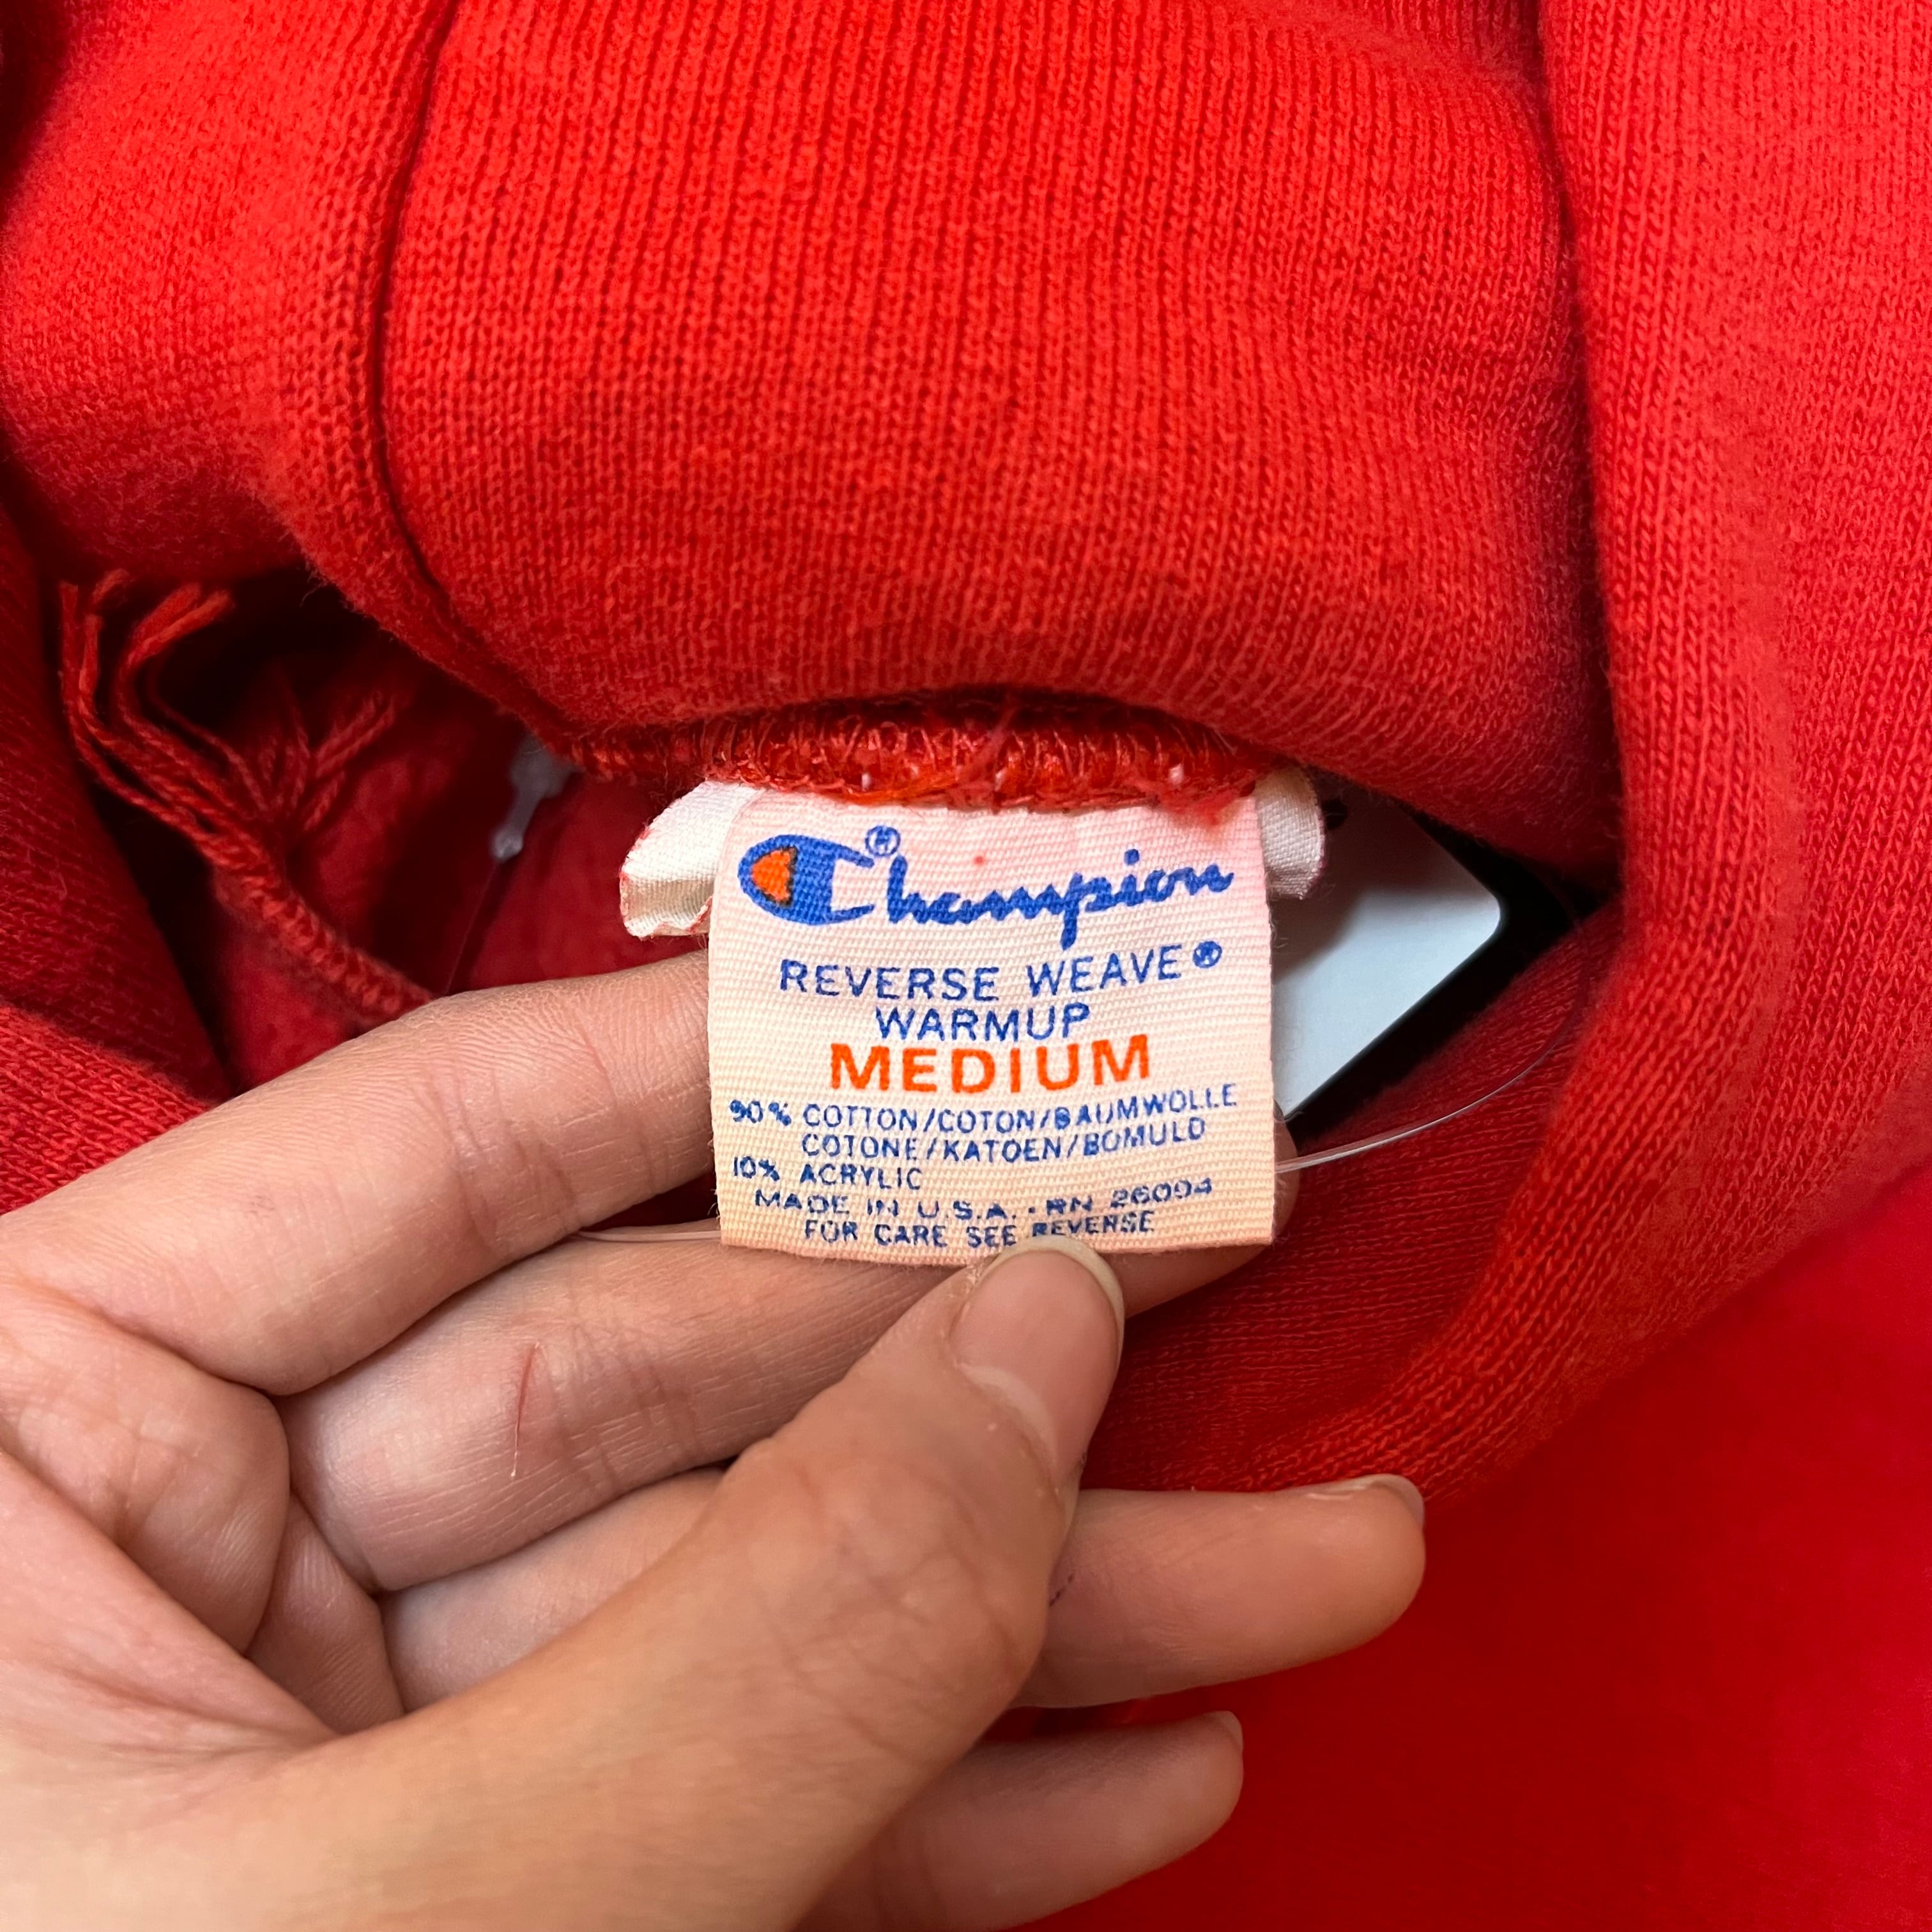 Champion®
REVERSE WEAVE®
WARMUP
MEDIUM
90% COTTON/COTON/BAUMWOLLE
COTONE/KATOEN/BOMULD
10% ACRYLIC
MADE IN U.S.A. · RN 26094
FOR CARE SEE REVERSE